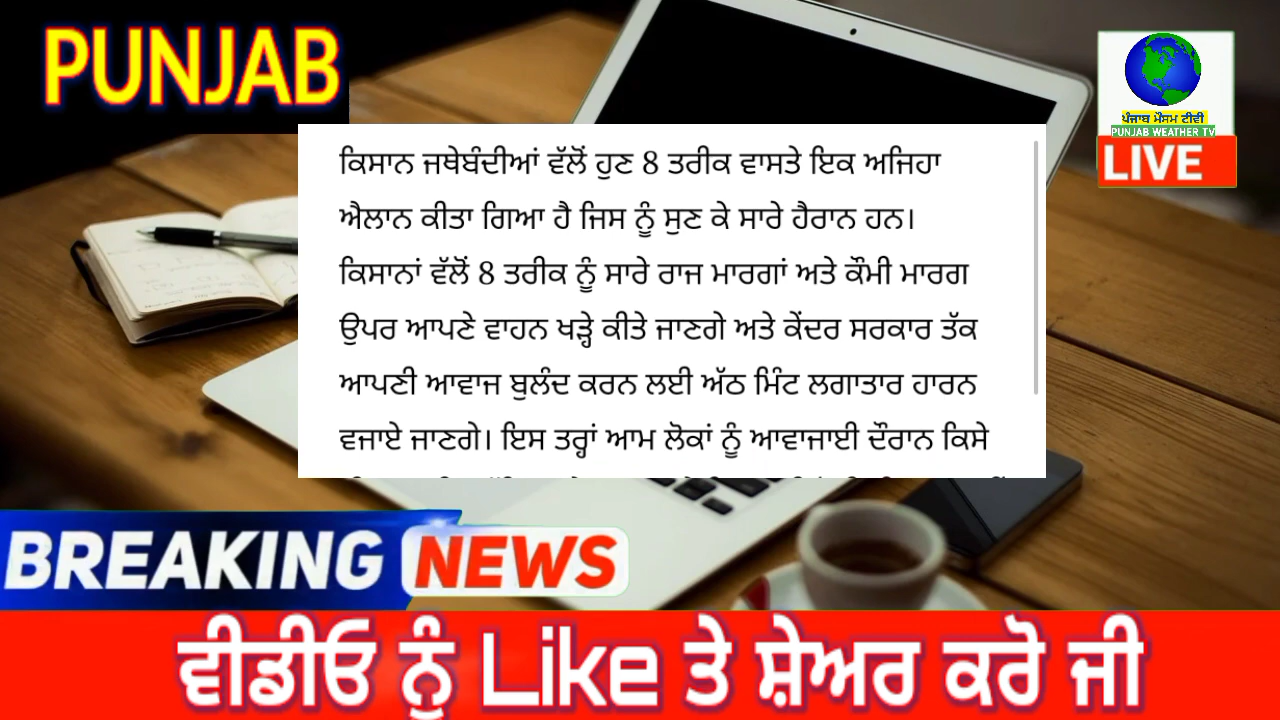 PUNJAB
ਪੰਜਾਬ ਮੌਸਮ ਟੀਵੀ
PUNJAB WEATHER TV
LIVE
ਕਿਸਾਨ ਜਥੇਬੰਦੀਆਂ ਵੱਲੋਂ ਹੁਣ 8 ਤਰੀਕ ਵਾਸਤੇ ਇਕ ਅਜਿਹਾ
ਐਲਾਨ ਕੀਤਾ ਗਿਆ ਹੈ ਜਿਸ ਨੂੰ ਸੁਣ ਕੇ ਸਾਰੇ ਹੈਰਾਨ ਹਨ।
ਕਿਸਾਨਾਂ ਵੱਲੋਂ 8 ਤਰੀਕ ਨੂੰ ਸਾਰੇ ਰਾਜ ਮਾਰਗਾਂ ਅਤੇ ਕੌਮੀ ਮਾਰਗ
ਉਪਰ ਆਪਣੇ ਵਾਹਨ ਖੜ੍ਹੇ ਕੀਤੇ ਜਾਣਗੇ ਅਤੇ ਕੇਂਦਰ ਸਰਕਾਰ ਤੱਕ
ਆਪਣੀ ਆਵਾਜ ਬੁਲੰਦ ਕਰਨ ਲਈ ਅੱਠ ਮਿੰਟ ਲਗਾਤਾਰ ਹਾਰਨ
ਵਜਾਏ ਜਾਣਗੇ। ਇਸ ਤਰ੍ਹਾਂ ਆਮ ਲੋਕਾਂ ਨੂੰ ਆਵਾਜਾਈ ਦੌਰਾਨ ਕਿਸੇ
BREAKING NEWS
ਵੀਡੀਓ ਨੂੰ Like ਤੇ ਸ਼ੇਅਰ ਕਰੋ ਜੀ